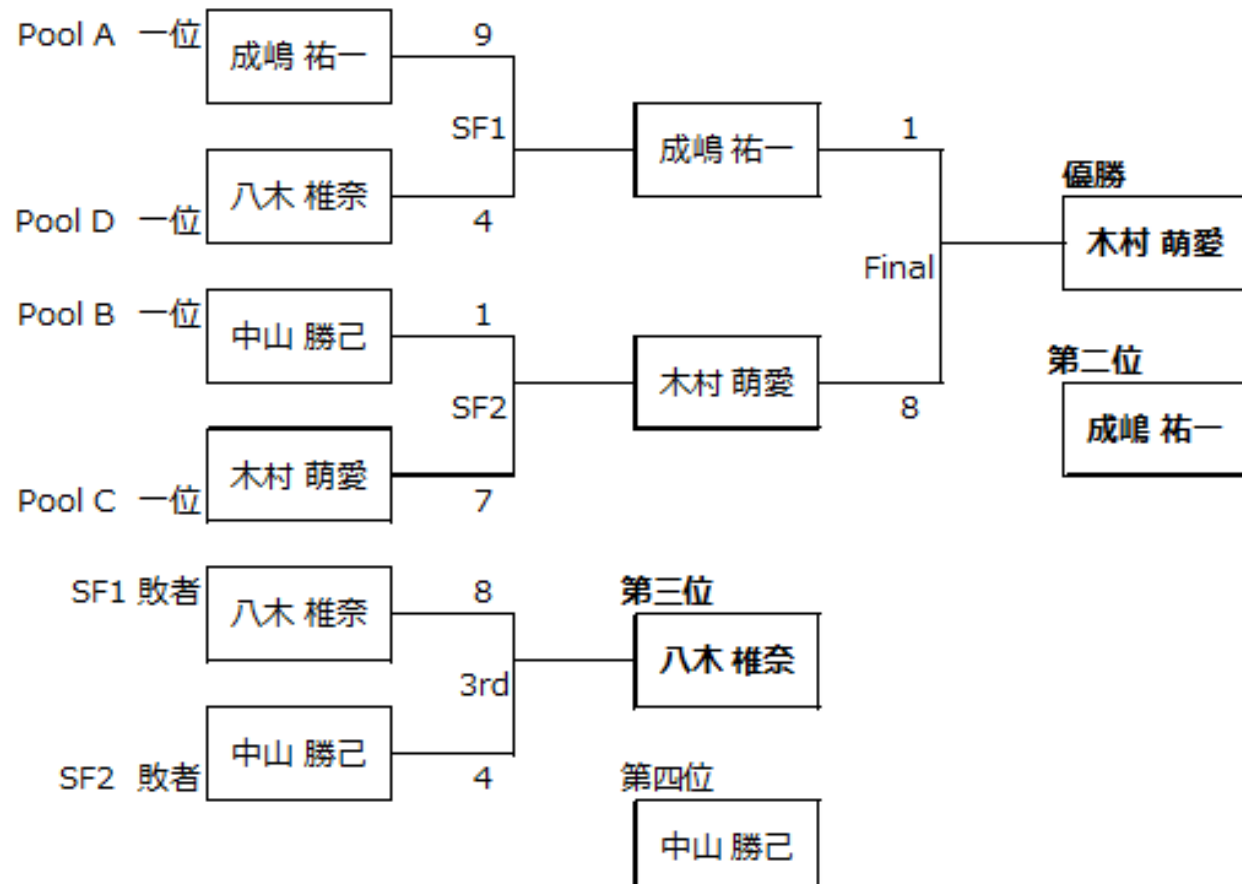 Pool A 一位
成嶋 祐一
9
SF1
Pool D 一位
八木 椎奈
4
成嶋 祐一
1
Pool B 一位
中山 勝己
1
SF2
Pool C 一位
木村 萌愛
7
木村 萌愛
8
Final
優勝
木村 萌愛
第二位
成嶋 祐一
SF1 敗者
八木 椎奈
8
3rd
SF2 敗者
中山 勝己
4
第三位
八木 椎奈
第四位
中山 勝己